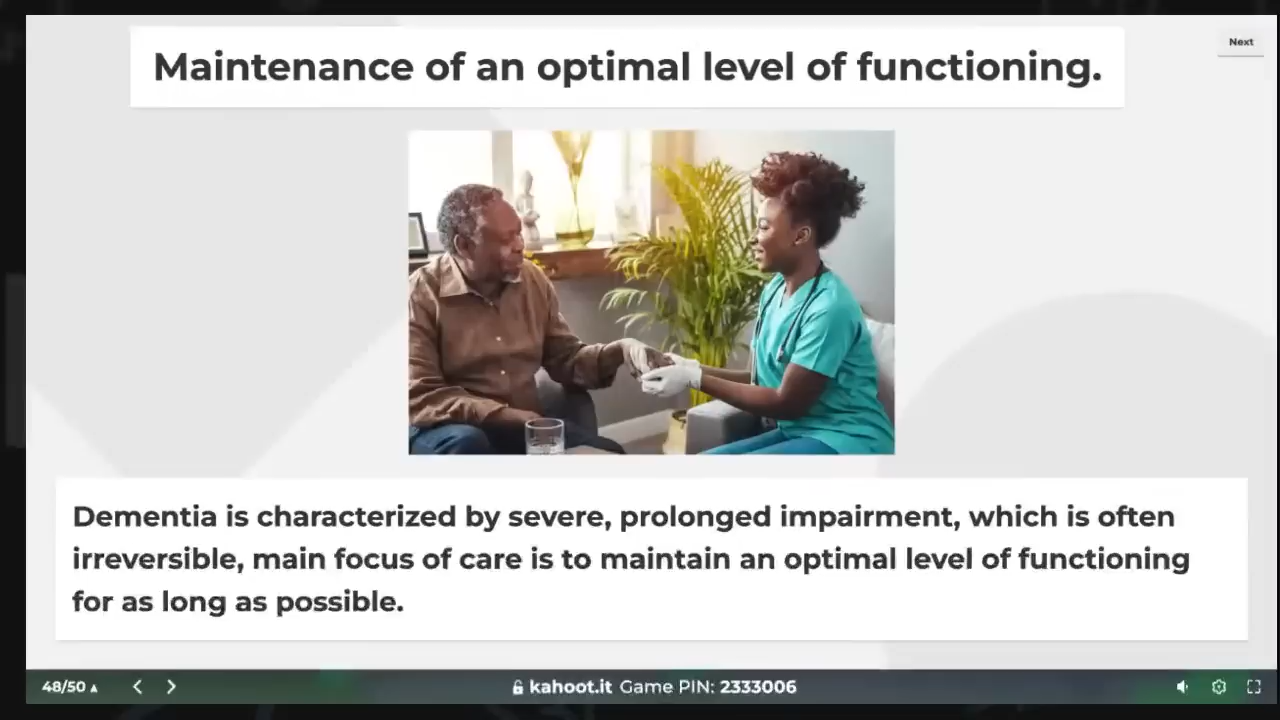 Maintenance of an optimal level of functioning.
Next
Dementia is characterized by severe, prolonged impairment, which is often
irreversible, main focus of care is to maintain an optimal level of functioning
for as long as possible.
48/50 ▲
kahoot.it Game PIN: 2333006